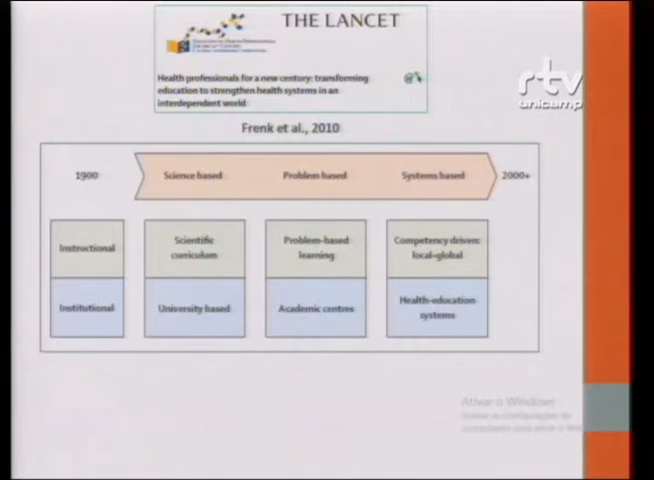 THE LANCET
Health professionals for a new century: transforming
education to strengthen health systems in an
interdependent world
rtv
unicamp
Frenk et al., 2010
1900
Science based
Problem based
Systems based
2000+
Instructional
Scientific
curriculum
Problem-based
learning
Competency driven:
local-global
Institutional
University based
Academic centres
Health-education
systems
Ativar o Windows